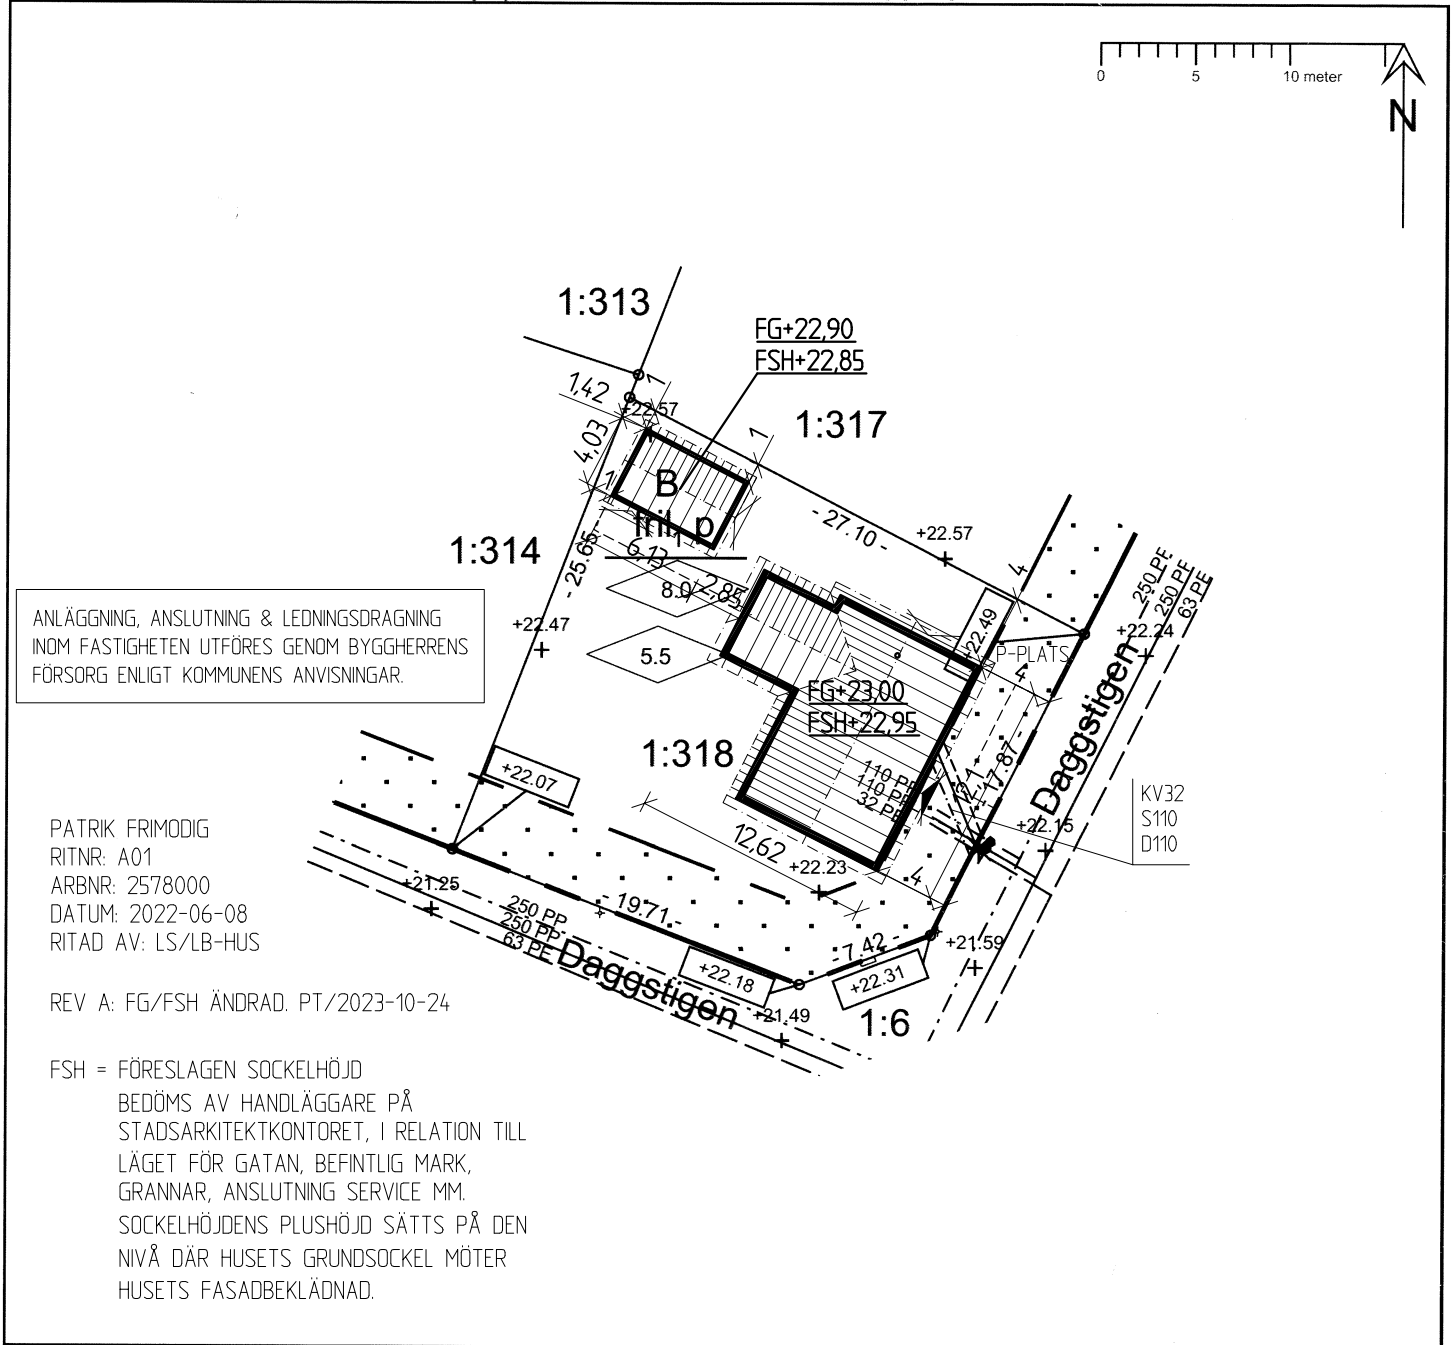 0 5 10 meter
N
1:313
FG+22,90
FSH+22,85
1,42
1
+22.57
1:317
4,03
1
1
B
fril, p
- 27.10 -
+22.57
1:314
- 25.65 -
6,13
2,85
2,85
8.0
4
250 PE
250 PE
63 PE
ANLÄGGNING, ANSLUTNING & LEDNINGSDRAGNING
INOM FASTIGHETEN UTFÖRES GENOM BYGGHERRENS
FÖRSORG ENLIGT KOMMUNENS ANVISNINGAR.
+22.47
5.5
+22.49
P-PLATS
+22.24
4
FG+23,00
FSH+22,95
Daggstigen
1:318
+22.07
110 PP
110 PP
32 PE
- 17.87 -
KV32
S110
D110
+22.15
PATRIK FRIMODIG
RITNR: A01
ARBNR: 2578000
DATUM: 2022-06-08
RITAD AV: LS/LB-HUS
12,62
+22.23
4
+21.25
250 PP
250 PP
63 PE
- 19.71 -
- 7.42 -
+21.59
Daggstigen
+22.18
+22.31
+21.49
1:6
REV A: FG/FSH ÄNDRAD. PT/2023-10-24
FSH = FÖRESLAGEN SOCKELHÖJD
BEDÖMS AV HANDLÄGGARE PÅ
STADSARKITEKTKONTORET, I RELATION TILL
LÄGET FÖR GATAN, BEFINTLIG MARK,
GRANNAR, ANSLUTNING SERVICE MM.
SOCKELHÖJDENS PLUSHÖJD SÄTTS PÅ DEN
NIVÅ DÄR HUSETS GRUNDSOCKEL MÖTER
HUSETS FASADBEKLÄDNAD.